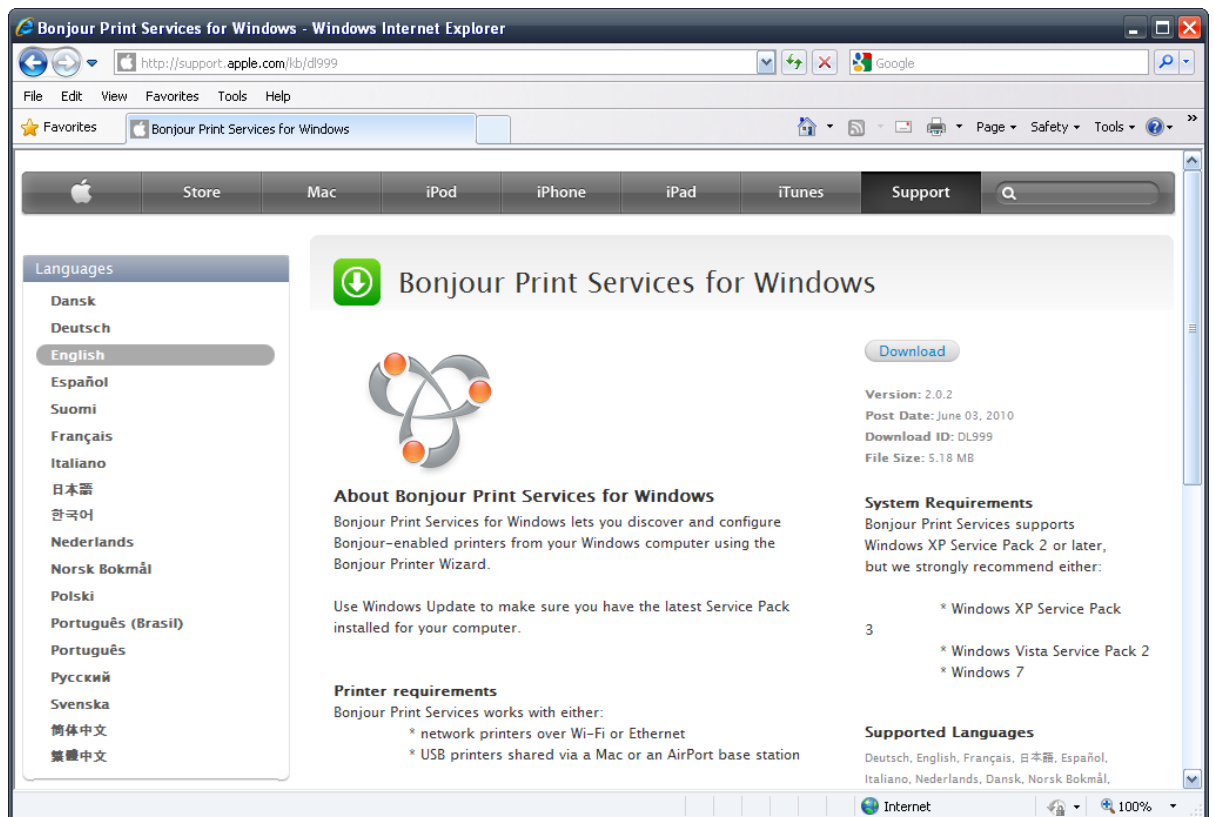 Bonjour Print Services for Windows - Windows Internet Explorer
http://support.apple.com/kb/dl999
Google
File Edit View Favorites Tools Help
Favorites
Bonjour Print Services for Windows
Page Safety Tools
Store Mac iPod iPhone iPad iTunes Support
Languages
Dansk
Deutsch
English
Español
Suomi
Français
Italiano
日本語
한국어
Nederlands
Norsk Bokmål
Polski
Português (Brasil)
Português
Русский
Svenska
简体中文
繁體中文
Bonjour Print Services for Windows
About Bonjour Print Services for Windows
Bonjour Print Services for Windows lets you discover and configure
Bonjour-enabled printers from your Windows computer using the
Bonjour Printer Wizard.
Use Windows Update to make sure you have the latest Service Pack
installed for your computer.
Printer requirements
Bonjour Print Services works with either:
* network printers over Wi-Fi or Ethernet
* USB printers shared via a Mac or an AirPort base station
Download
Version: 2.0.2
Post Date: June 03, 2010
Download ID: DL999
File Size: 5.18 MB
System Requirements
Bonjour Print Services supports
Windows XP Service Pack 2 or later,
but we strongly recommend either:
* Windows XP Service Pack
3
* Windows Vista Service Pack 2
* Windows 7
Supported Languages
Deutsch, English, Français, 日本語, Español,
Italiano, Nederlands, Dansk, Norsk Bokmål,
Internet
100%